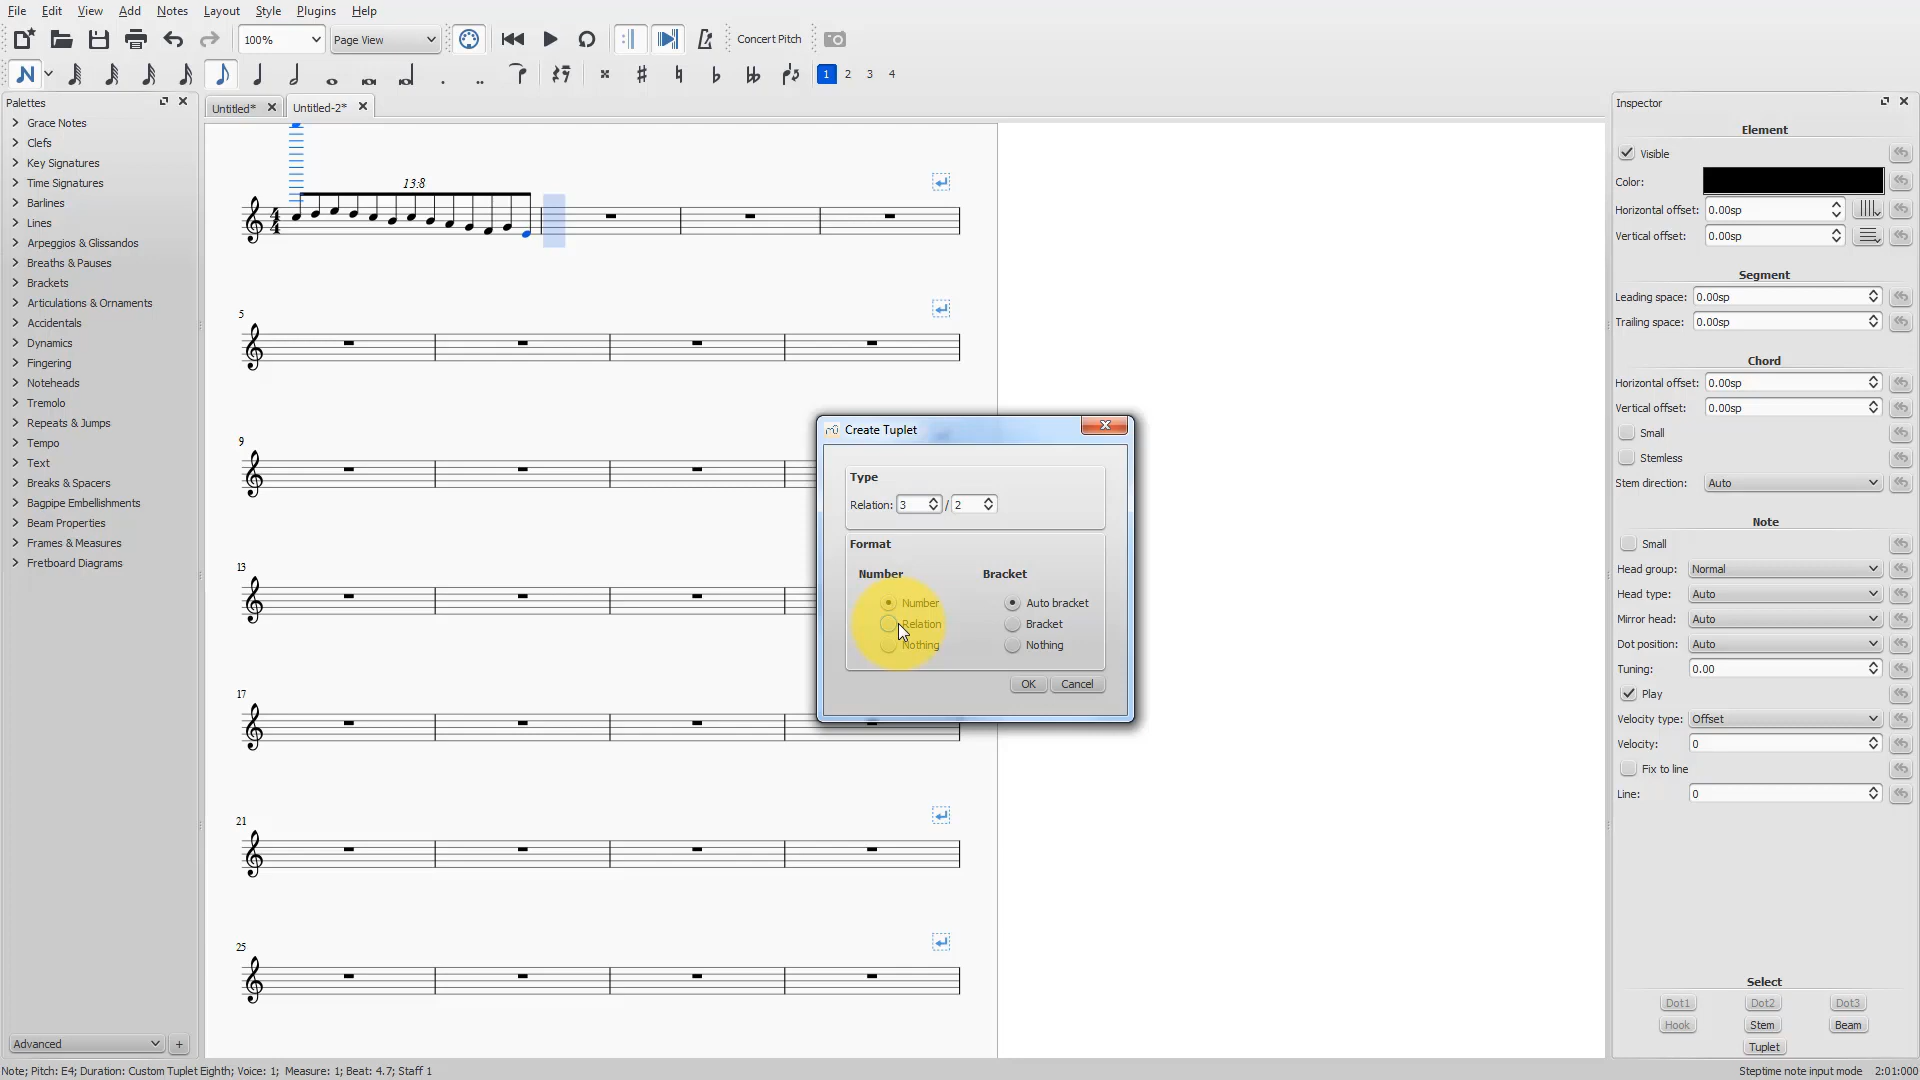 File Edit View Add Notes Layout Style Plugins Help
100% Page View Concert Pitch
1 2 3 4
Palettes
Grace Notes
Clefs
Key Signatures
Time Signatures
Barlines
Lines
Arpeggios & Glissandos
Breaths & Pauses
Brackets
Articulations & Ornaments
Accidentals
Dynamics
Fingering
Noteheads
Tremolo
Repeats & Jumps
Tempo
Text
Breaks & Spacers
Bagpipe Embellishments
Beam Properties
Frames & Measures
Fretboard Diagrams
Advanced +
Untitled* Untitled-2*
13:8
4
4
5
9
13
17
21
25
Create Tuplet
Type
Relation: 3 / 2
Format
Number Bracket
Number Auto bracket
Relation Bracket
Nothing Nothing
OK Cancel
Inspector
Element
Visible
Color:
Horizontal offset: 0.00sp
Vertical offset: 0.00sp
Segment
Leading space: 0.00sp
Trailing space: 0.00sp
Chord
Horizontal offset: 0.00sp
Vertical offset: 0.00sp
Small
Stemless
Stem direction: Auto
Note
Small
Head group: Normal
Head type: Auto
Mirror head: Auto
Dot position: Auto
Tuning: 0.00
Play
Velocity type: Offset
Velocity: 0
Fix to line
Line: 0
Select
Dot1 Dot2 Dot3
Hook Stem Beam
Tuplet
Note; Pitch: E4; Duration: Custom Tuplet Eighth; Voice: 1; Measure: 1; Beat: 4.7; Staff 1
Steptime note input mode 2:01:000